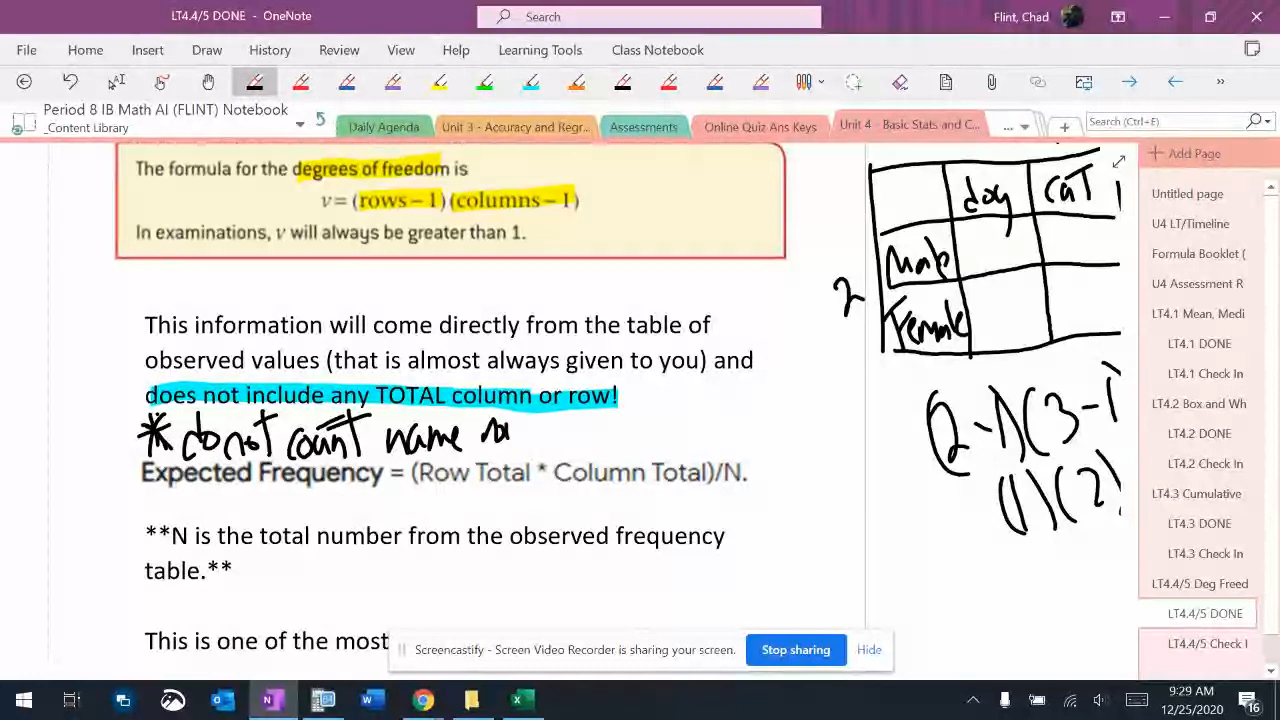 LT4.4/5 DONE - OneNote
Search
Flint, Chad
File Home Insert Draw History Review View Help Learning Tools Class Notebook
Period 8 IB Math AI (FLINT) Notebook
_Content Library
Daily Agenda
Unit 3 - Accuracy and Regr...
Assessments
Online Quiz Ans Keys
Unit 4 - Basic Stats and C...
...
Search (Ctrl+E)
The formula for the degrees of freedom is
v = (rows – 1)(columns – 1)
In examinations, v will always be greater than 1.
This information will come directly from the table of
observed values (that is almost always given to you) and
does not include any TOTAL column or row!
* do not count name
Expected Frequency = (Row Total * Column Total)/N.
**N is the total number from the observed frequency
table.**
This is one of the most
dog cat
male
2
Female
(2-1)(3-1)
(1)(2)
Add Page
Untitled page
U4 LT/Timeline
Formula Booklet (
U4 Assessment R
LT4.1 Mean, Medi
LT4.1 DONE
LT4.1 Check In
LT4.2 Box and Wh
LT4.2 DONE
LT4.2 Check In
LT4.3 Cumulative
LT4.3 DONE
LT4.3 Check In
LT4.4/5 Deg Freed
LT4.4/5 DONE
LT4.4/5 Check I
Screencastify - Screen Video Recorder is sharing your screen.
Stop sharing
Hide
9:29 AM
12/25/2020
16